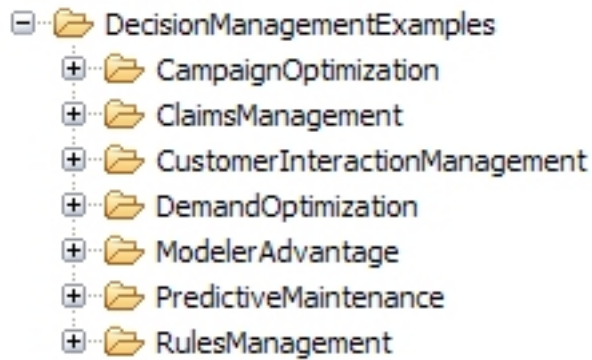 DecisionManagementExamples
CampaignOptimization
ClaimsManagement
CustomerInteractionManagement
DemandOptimization
ModelerAdvantage
PredictiveMaintenance
RulesManagement